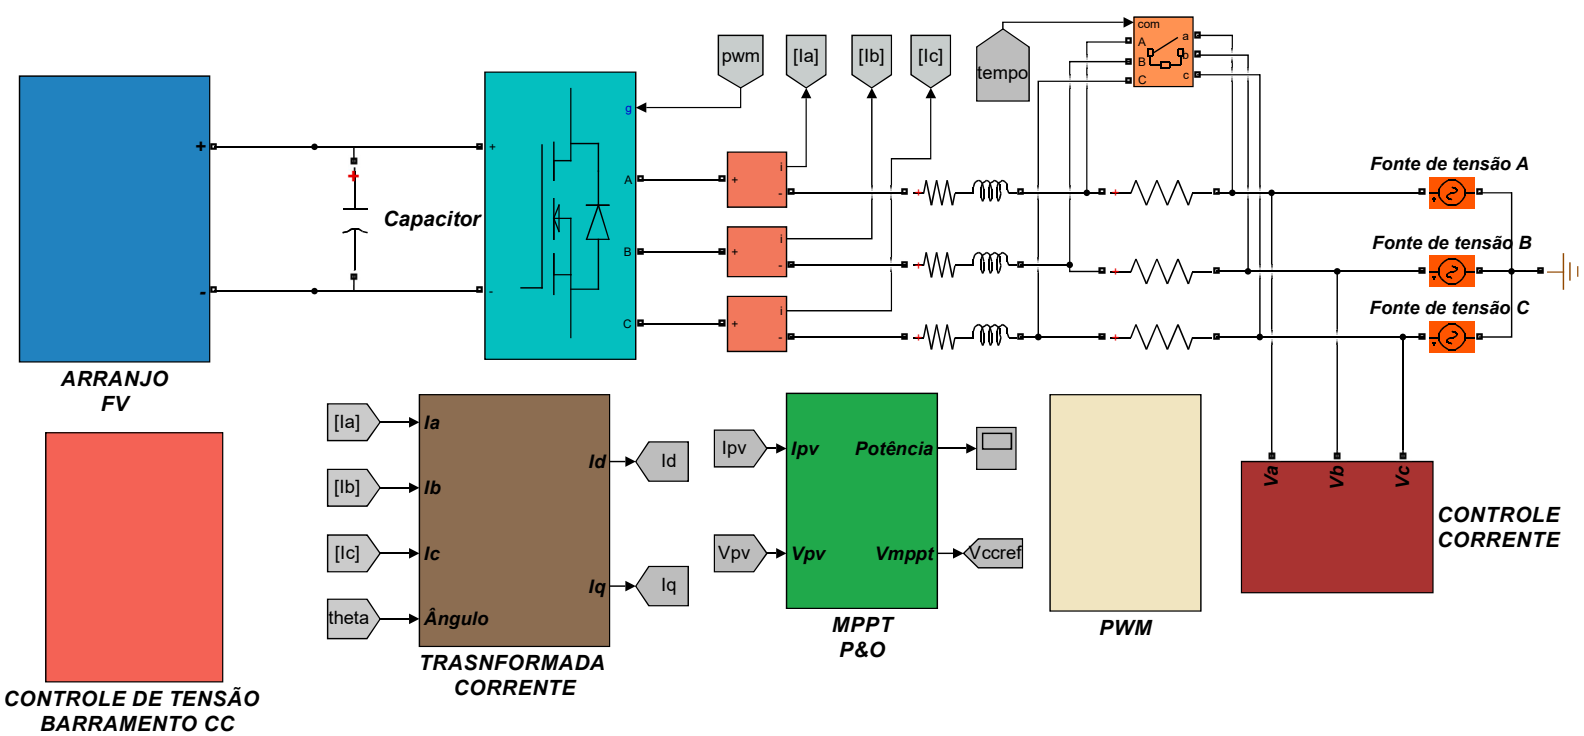 pwm
[Ia]
[Ib]
[Ic]
tempo
com
A
B
C
a
b
c
+
-
+
-
g
A
B
C
Capacitor
+
i
-
+
i
-
+
i
-
Fonte de tensão A
Fonte de tensão B
Fonte de tensão C
ARRANJO
FV
[Ia]
[Ib]
[Ic]
theta
Ia
Ib
Ic
Ângulo
Id
Iq
Id
Iq
TRASNFORMADA
CORRENTE
Ipv
Vpv
Ipv
Vpv
Potência
Vmppt
Vccref
MPPT
P&O
PWM
Va
Vb
Vc
CONTROLE
CORRENTE
CONTROLE DE TENSÃO
BARRAMENTO CC